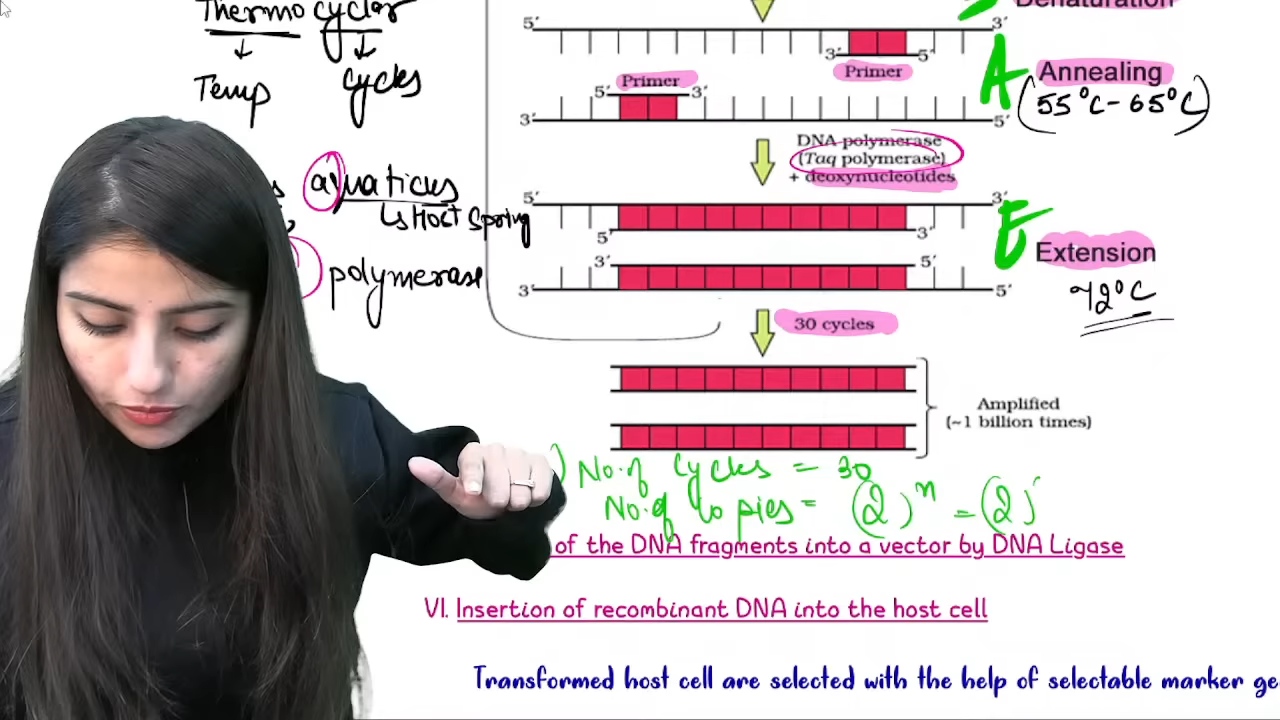 Thermo cycler
↓ ↓
Temp cycles
aquaticus
↳ Host Spring
polymerase
Denaturation
5′ 3′
3′ 5′
Primer
Annealing
A
(55°C - 65°C)
Primer
5′ 3′
3′ 5′
DNA polymerase
(Taq polymerase)
+ deoxynucleotides
5′ 3′
5′ 3′
E
Extension
72°C
3′ 5′
3′ 5′
30 cycles
Amplified
(~1 billion times)
) No. of cycles = 30
No. of copies = (2)ⁿ = (2)
of the DNA fragments into a vector by DNA Ligase
VI. Insertion of recombinant DNA into the host cell
Transformed host cell are selected with the help of selectable marker ge